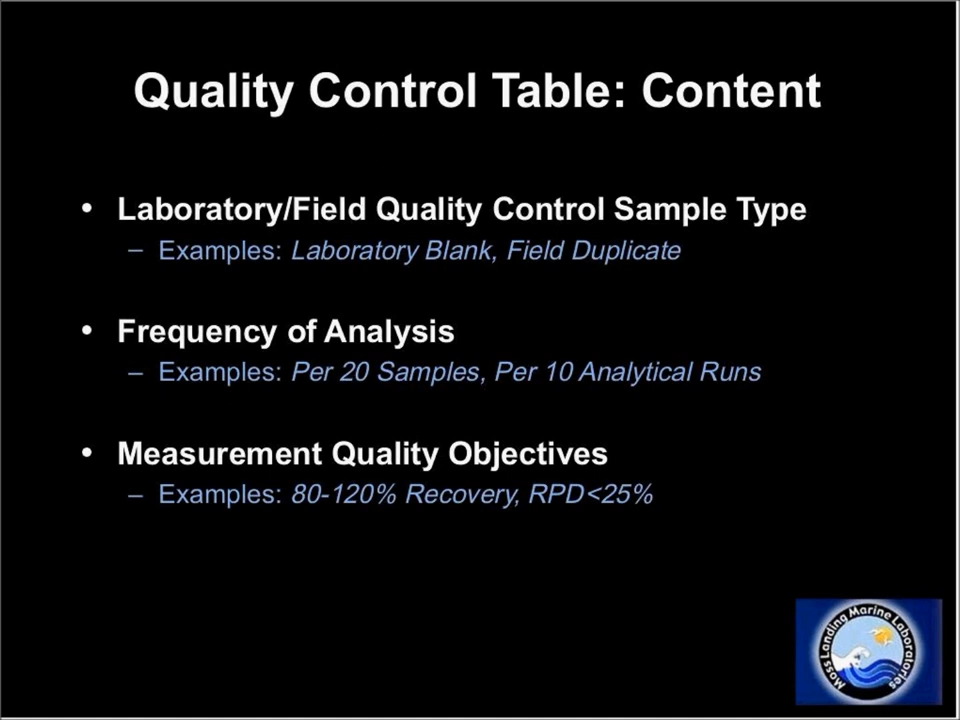 Quality Control Table: Content
• Laboratory/Field Quality Control Sample Type
– Examples: Laboratory Blank, Field Duplicate
• Frequency of Analysis
– Examples: Per 20 Samples, Per 10 Analytical Runs
• Measurement Quality Objectives
– Examples: 80-120% Recovery, RPD<25%
Moss Landing Marine Laboratories